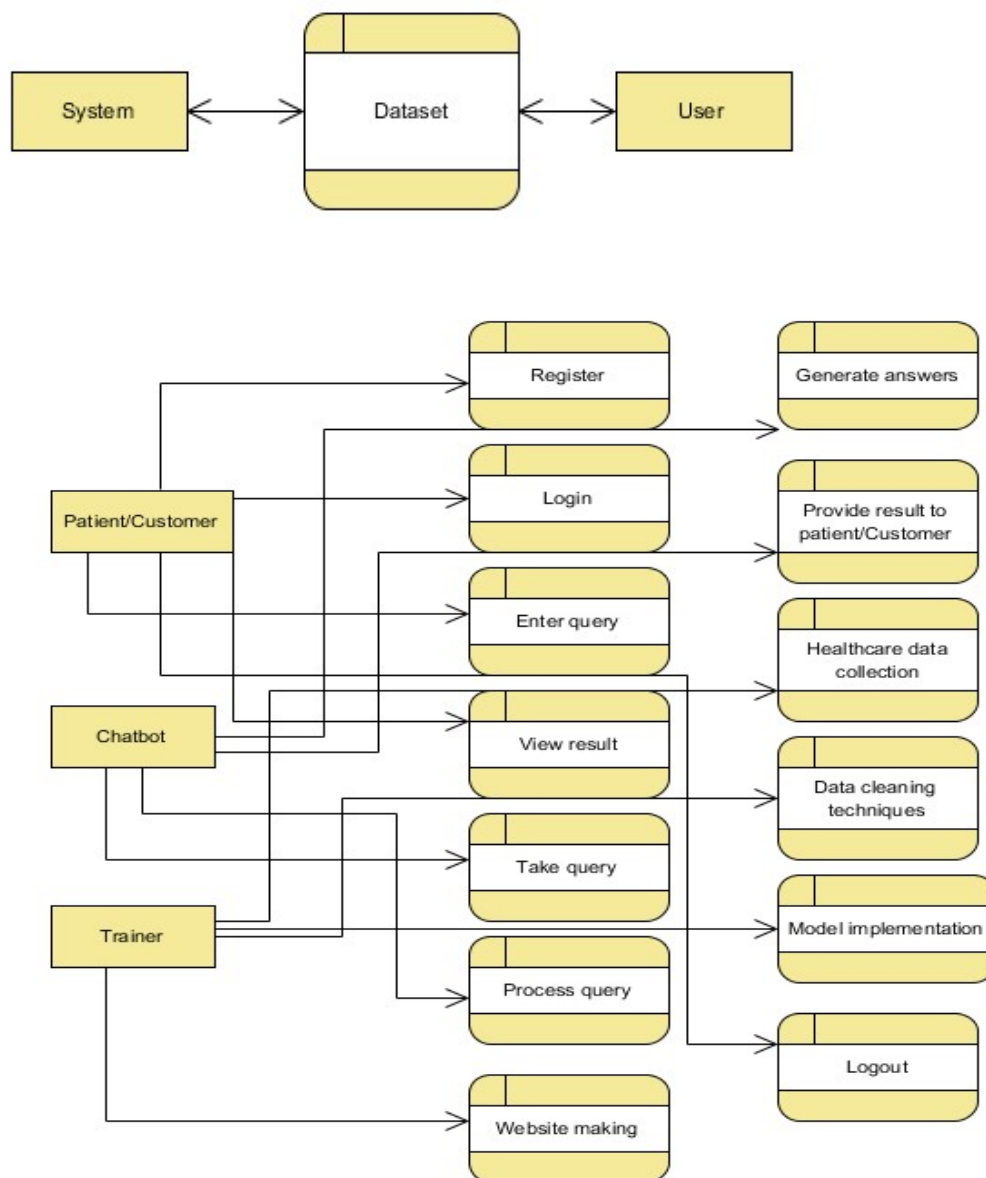 System
Dataset
User
Register
Generate answers
Patient/Customer
Login
Provide result to
patient/Customer
Enter query
Healthcare data
collection
Chatbot
View result
Data cleaning
techniques
Take query
Trainer
Model implementation
Process query
Logout
Website making